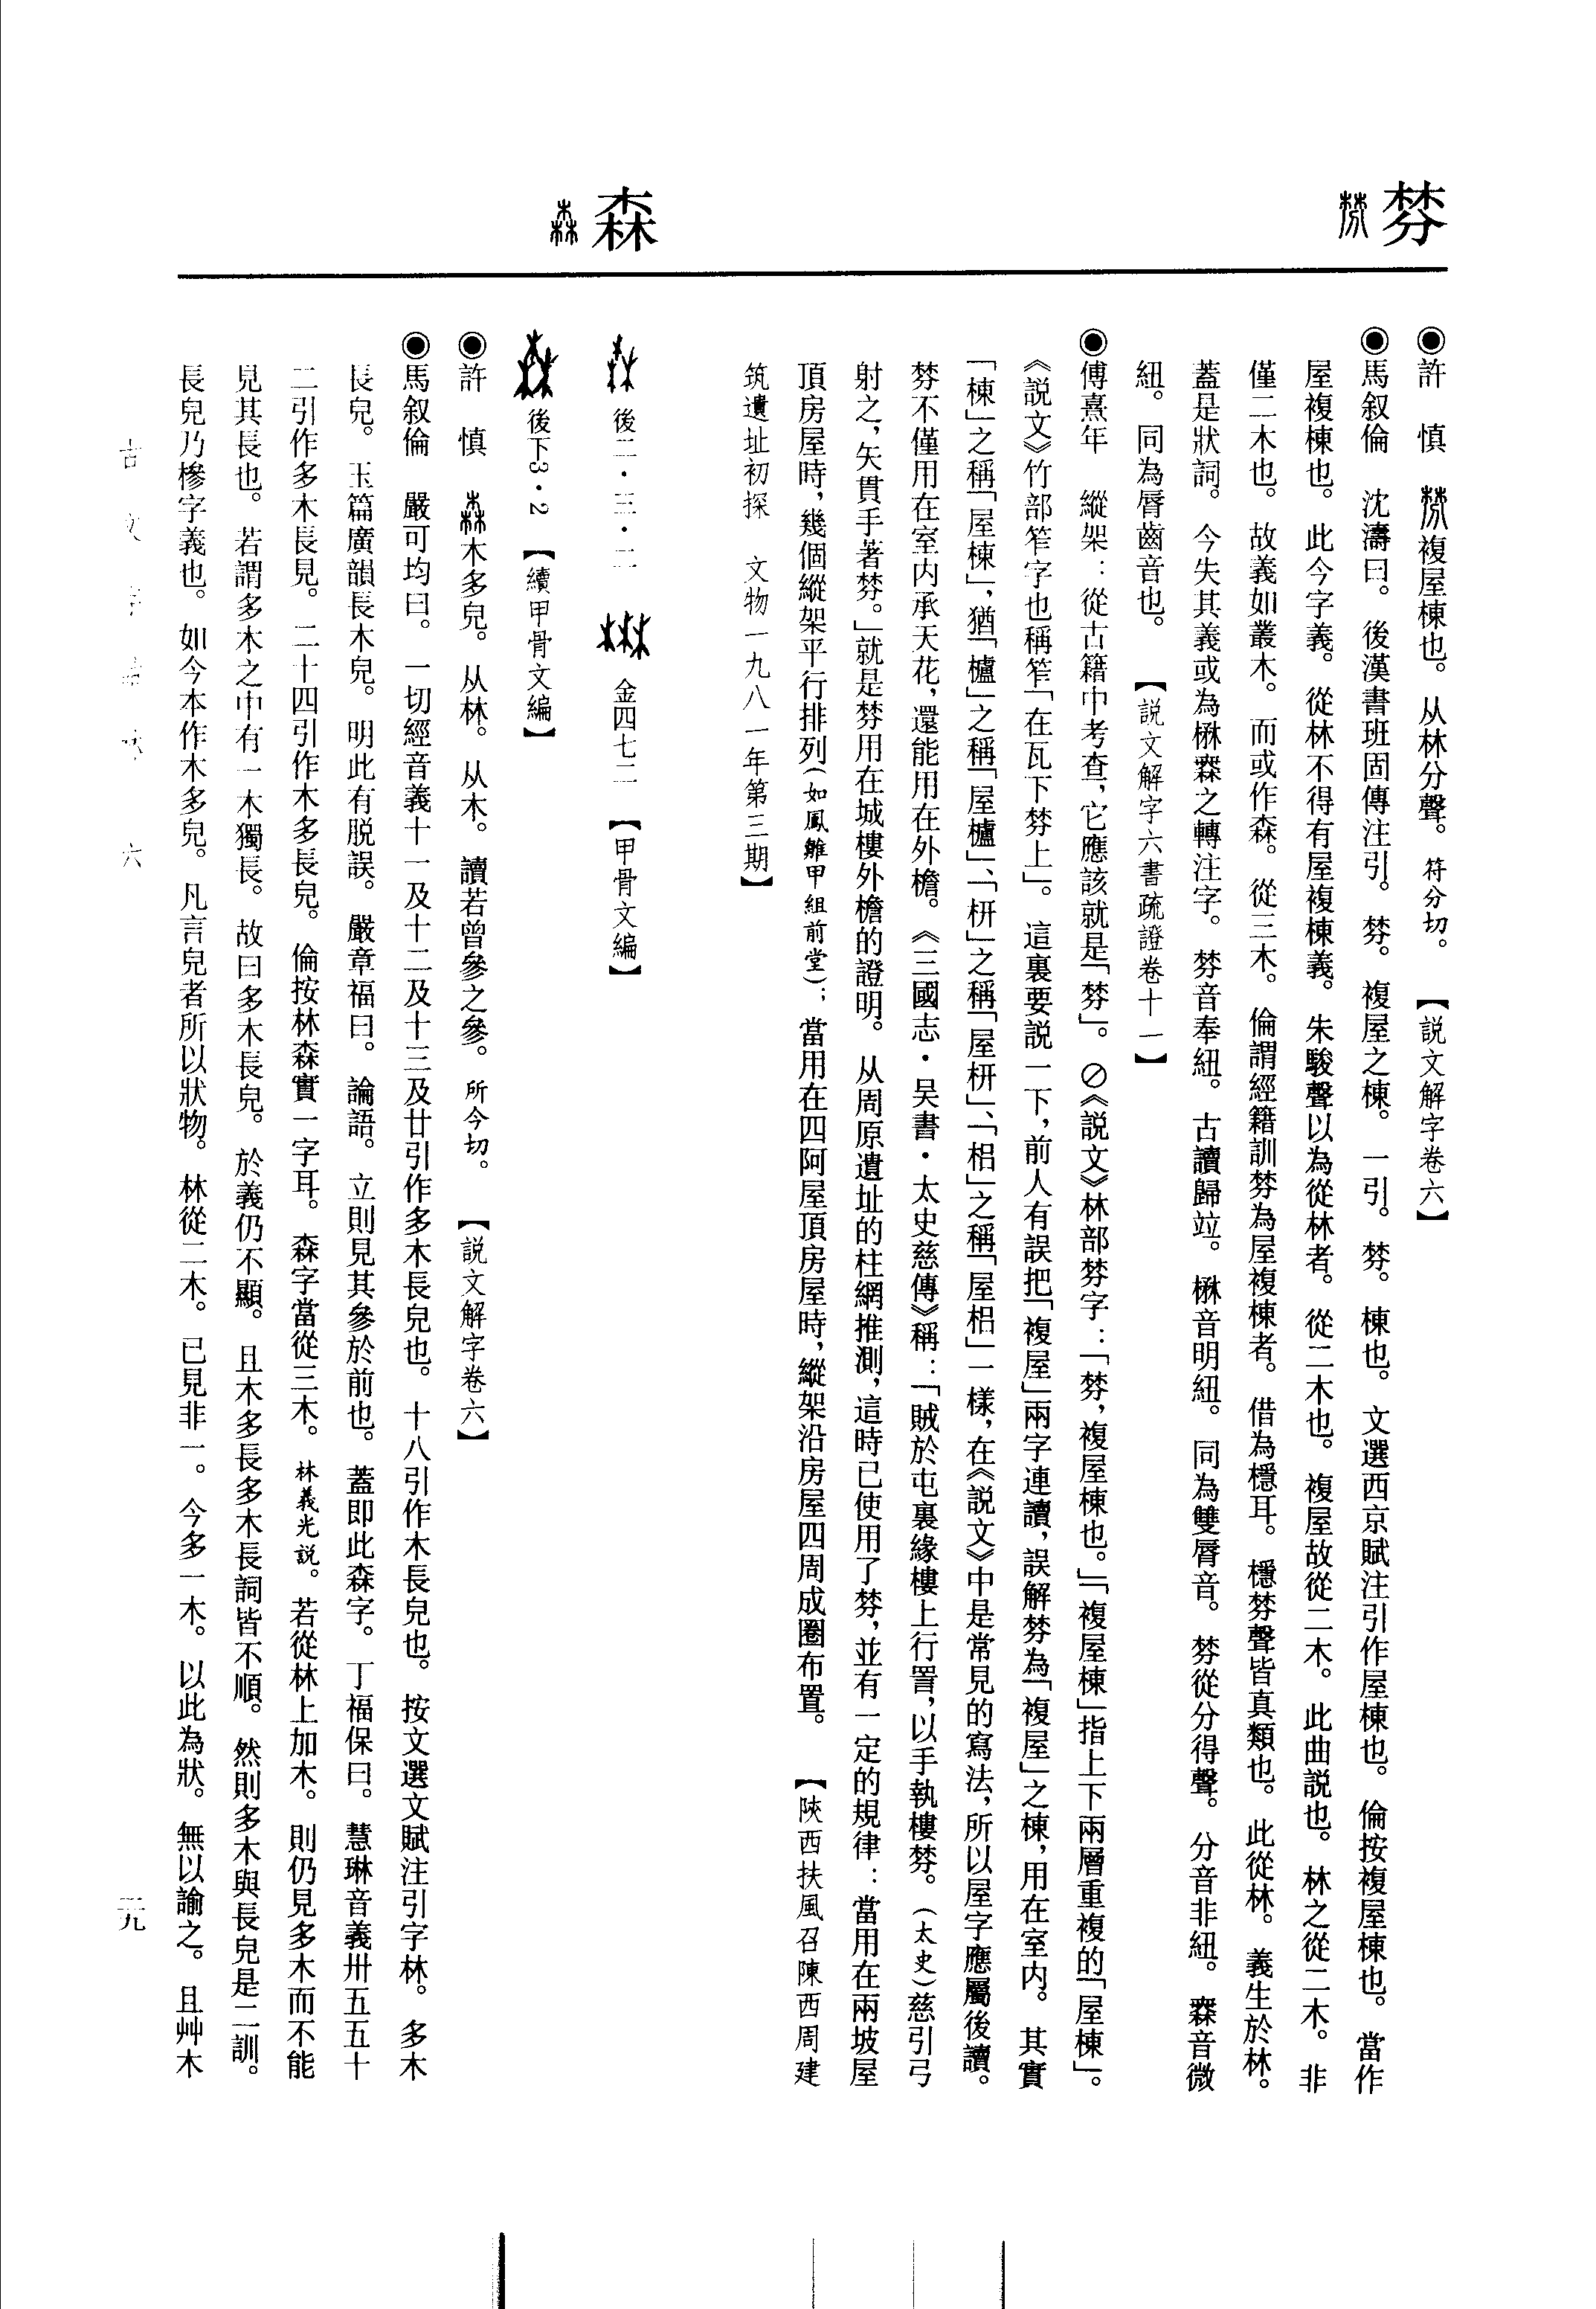 棼
◉許　慎　複屋棟也。从林分聲。符分切。【説文解字卷六】
◉馬叙倫　沈濤曰。後漢書班固傳注引。棼。複屋之棟。一引。棼。棟也。文選西京賦注引作屋棟也。倫按複屋棟也。當作
屋複棟也。此今字義。從林不得有屋複棟義。朱駿聲以為從林者。從二木也。複屋故從二木。此曲説也。林之從二木。非
僅二木也。故義如叢木。而或作森。從三木。倫謂經籍訓棼為屋複棟者。借為檼耳。檼棼聲皆真類也。此從林。義生於林。
蓋是狀詞。今失其義或為楙森之轉注字。棼音奉紐。古讀歸竝。楙音明紐。同為雙脣音。棼從分得聲。分音非紐。音微
紐。同為脣齒音也。【説文解字六書疏證卷十一】
◉傅熹年　縱架：從古籍中考查，它應該就是「棼」。⊘《説文》林部棼字：「棼，複屋棟也。」「複屋棟」指上下兩層重複的「屋棟」。
《説文》竹部笮字也稱笮「在瓦下棼上」。這裏要説一下，前人有誤把「複屋」兩字連讀，誤解棼為「複屋」之棟，用在室内。其實
「棟」之稱「屋棟」，猶「櫨」之稱「屋櫨」、「枅」之稱「屋枅」、「梠」之稱「屋梠」一樣，在《説文》中是常見的寫法，所以屋字應屬後讀。
棼不僅用在室内承天花，還能用在外檐。《三國志·吴書·太史慈傳》稱：「賊於屯裏緣樓上行詈，以手執樓棼。（太史）慈引弓
射之，矢貫手著棼。」就是棼用在城樓外檐的證明。从周原遺址的柱網推測，這時已使用了棼，並有一定的規律：當用在兩坡屋
頂房屋時，幾個縱架平行排列（如鳳雛甲組前堂）；當用在四阿屋頂房屋時，縱架沿房屋四周成圈布置。【陝西扶風召陳西周建
筑遺址初探　文物一九八一年第三期】
森
後二·三·二　金四七二【甲骨文編】
後下3·2【續甲骨文編】
◉許　慎　木多皃。从林。从木。讀若曾參之參。所今切。【説文解字卷六】
◉馬叙倫　嚴可均曰。一切經音義十一及十二及十三及廿引作多木長皃也。十八引作木長皃也。按文選文賦注引字林。多木
長皃。玉篇廣韻長木皃。明此有脱誤。嚴章福曰。論語。立則見其參於前也。蓋即此森字。丁福保曰。慧琳音義卅五五十
二引作多木長見。二十四引作木多長皃。倫按林森實一字耳。森字當從三木。林義光説。若從林上加木。則仍見多木而不能
見其長也。若謂多木之中有一木獨長。故曰多木長皃。於義仍不顯。且木多長多木長詞皆不順。然則多木與長皃是二訓。
長皃乃槮字義也。如今本作木多皃。凡言皃者所以狀物。林從二木。已見非一。今多一木。以此為狀。無以諭之。且艸木